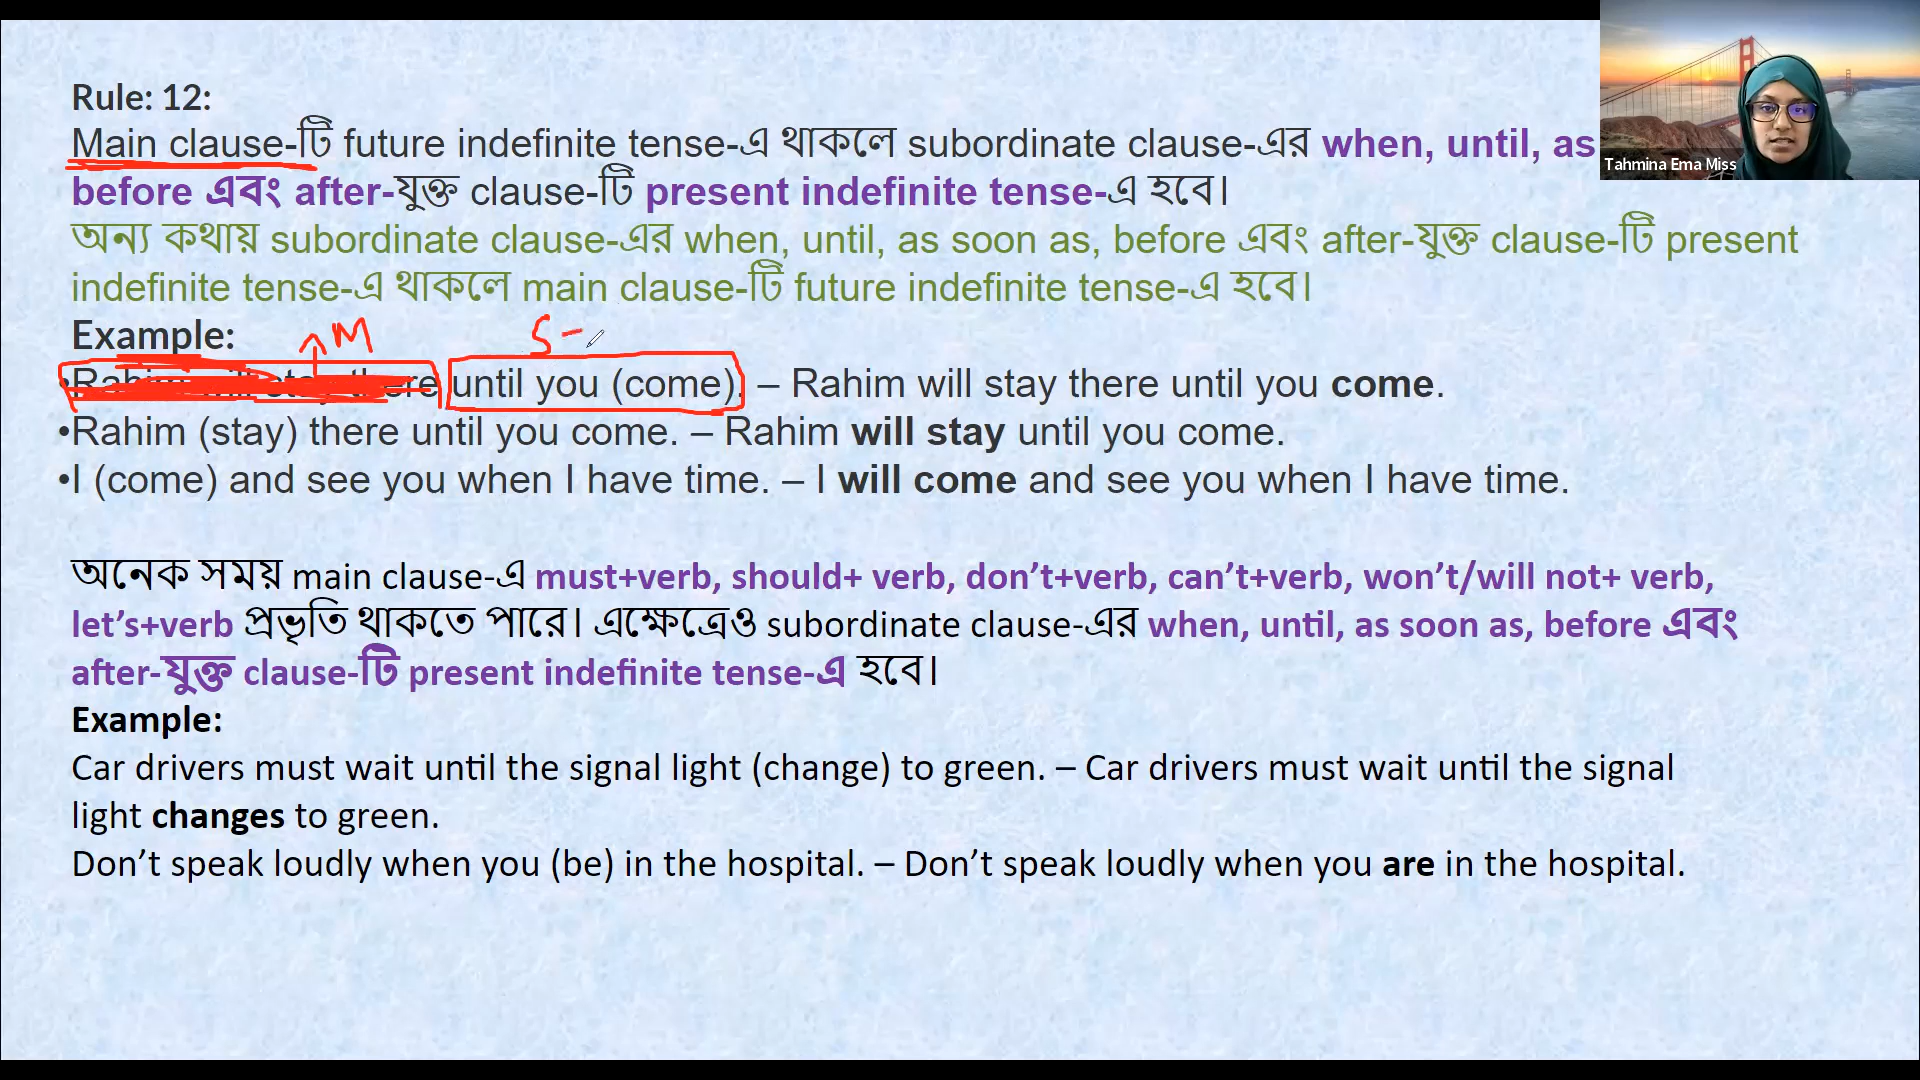 Rule: 12:
Main clause-টি future indefinite tense-এ থাকলে subordinate clause-এর when, until, as
before এবং after-যুক্ত clause-টি present indefinite tense-এ হবে।
অন্য কথায় subordinate clause-এর when, until, as soon as, before এবং after-যুক্ত clause-টি present
indefinite tense-এ থাকলে main clause-টি future indefinite tense-এ হবে।
Example:
M
S -
•Rahim will stay there until you (come). – Rahim will stay there until you come.
•Rahim (stay) there until you come. – Rahim will stay until you come.
•I (come) and see you when I have time. – I will come and see you when I have time.
অনেক সময় main clause-এ must+verb, should+ verb, don’t+verb, can’t+verb, won’t/will not+ verb,
let’s+verb প্রভৃতি থাকতে পারে। এক্ষেত্রেও subordinate clause-এর when, until, as soon as, before এবং
after-যুক্ত clause-টি present indefinite tense-এ হবে।
Example:
Car drivers must wait until the signal light (change) to green. – Car drivers must wait until the signal
light changes to green.
Don’t speak loudly when you (be) in the hospital. – Don’t speak loudly when you are in the hospital.
Tahmina Ema Miss